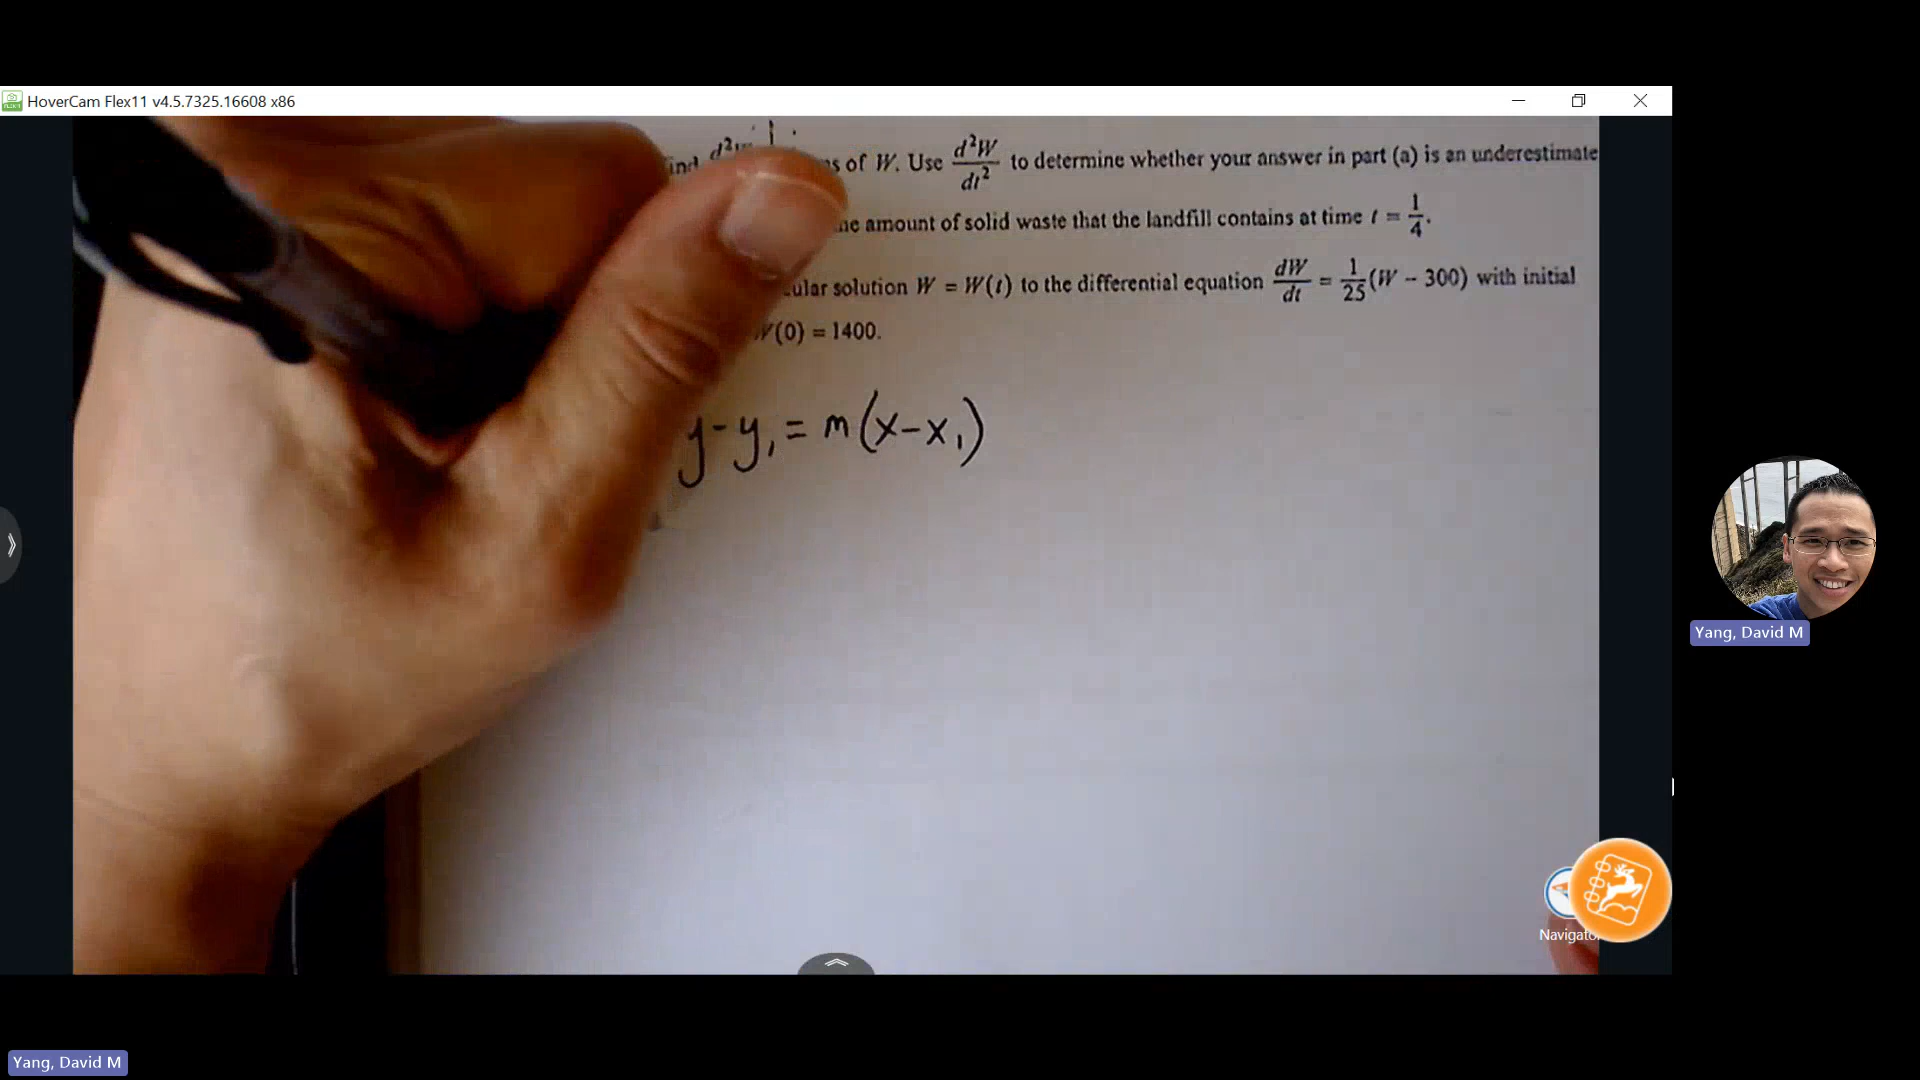 HoverCam Flex11 v4.5.7325.16608 x86
of W. Use d²W/dt² to determine whether your answer in part (a) is an underestimate
amount of solid waste that the landfill contains at time t = 1/4.
solution W = W(t) to the differential equation dW/dt = 1/25(W − 300) with initial
W(0) = 1400.
y-y₁ = m(x-x₁)
Yang, David M
Navigator
Yang, David M